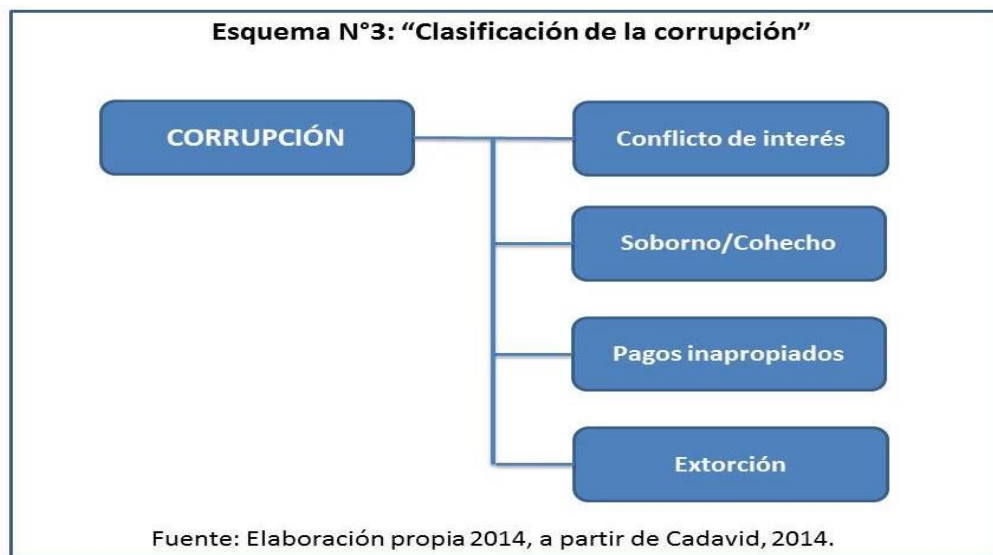 Esquema N°3: “Clasificación de la corrupción”
CORRUPCIÓN
Conflicto de interés
Soborno/Cohecho
Pagos inapropiados
Extorción
Fuente: Elaboración propia 2014, a partir de Cadavid, 2014.